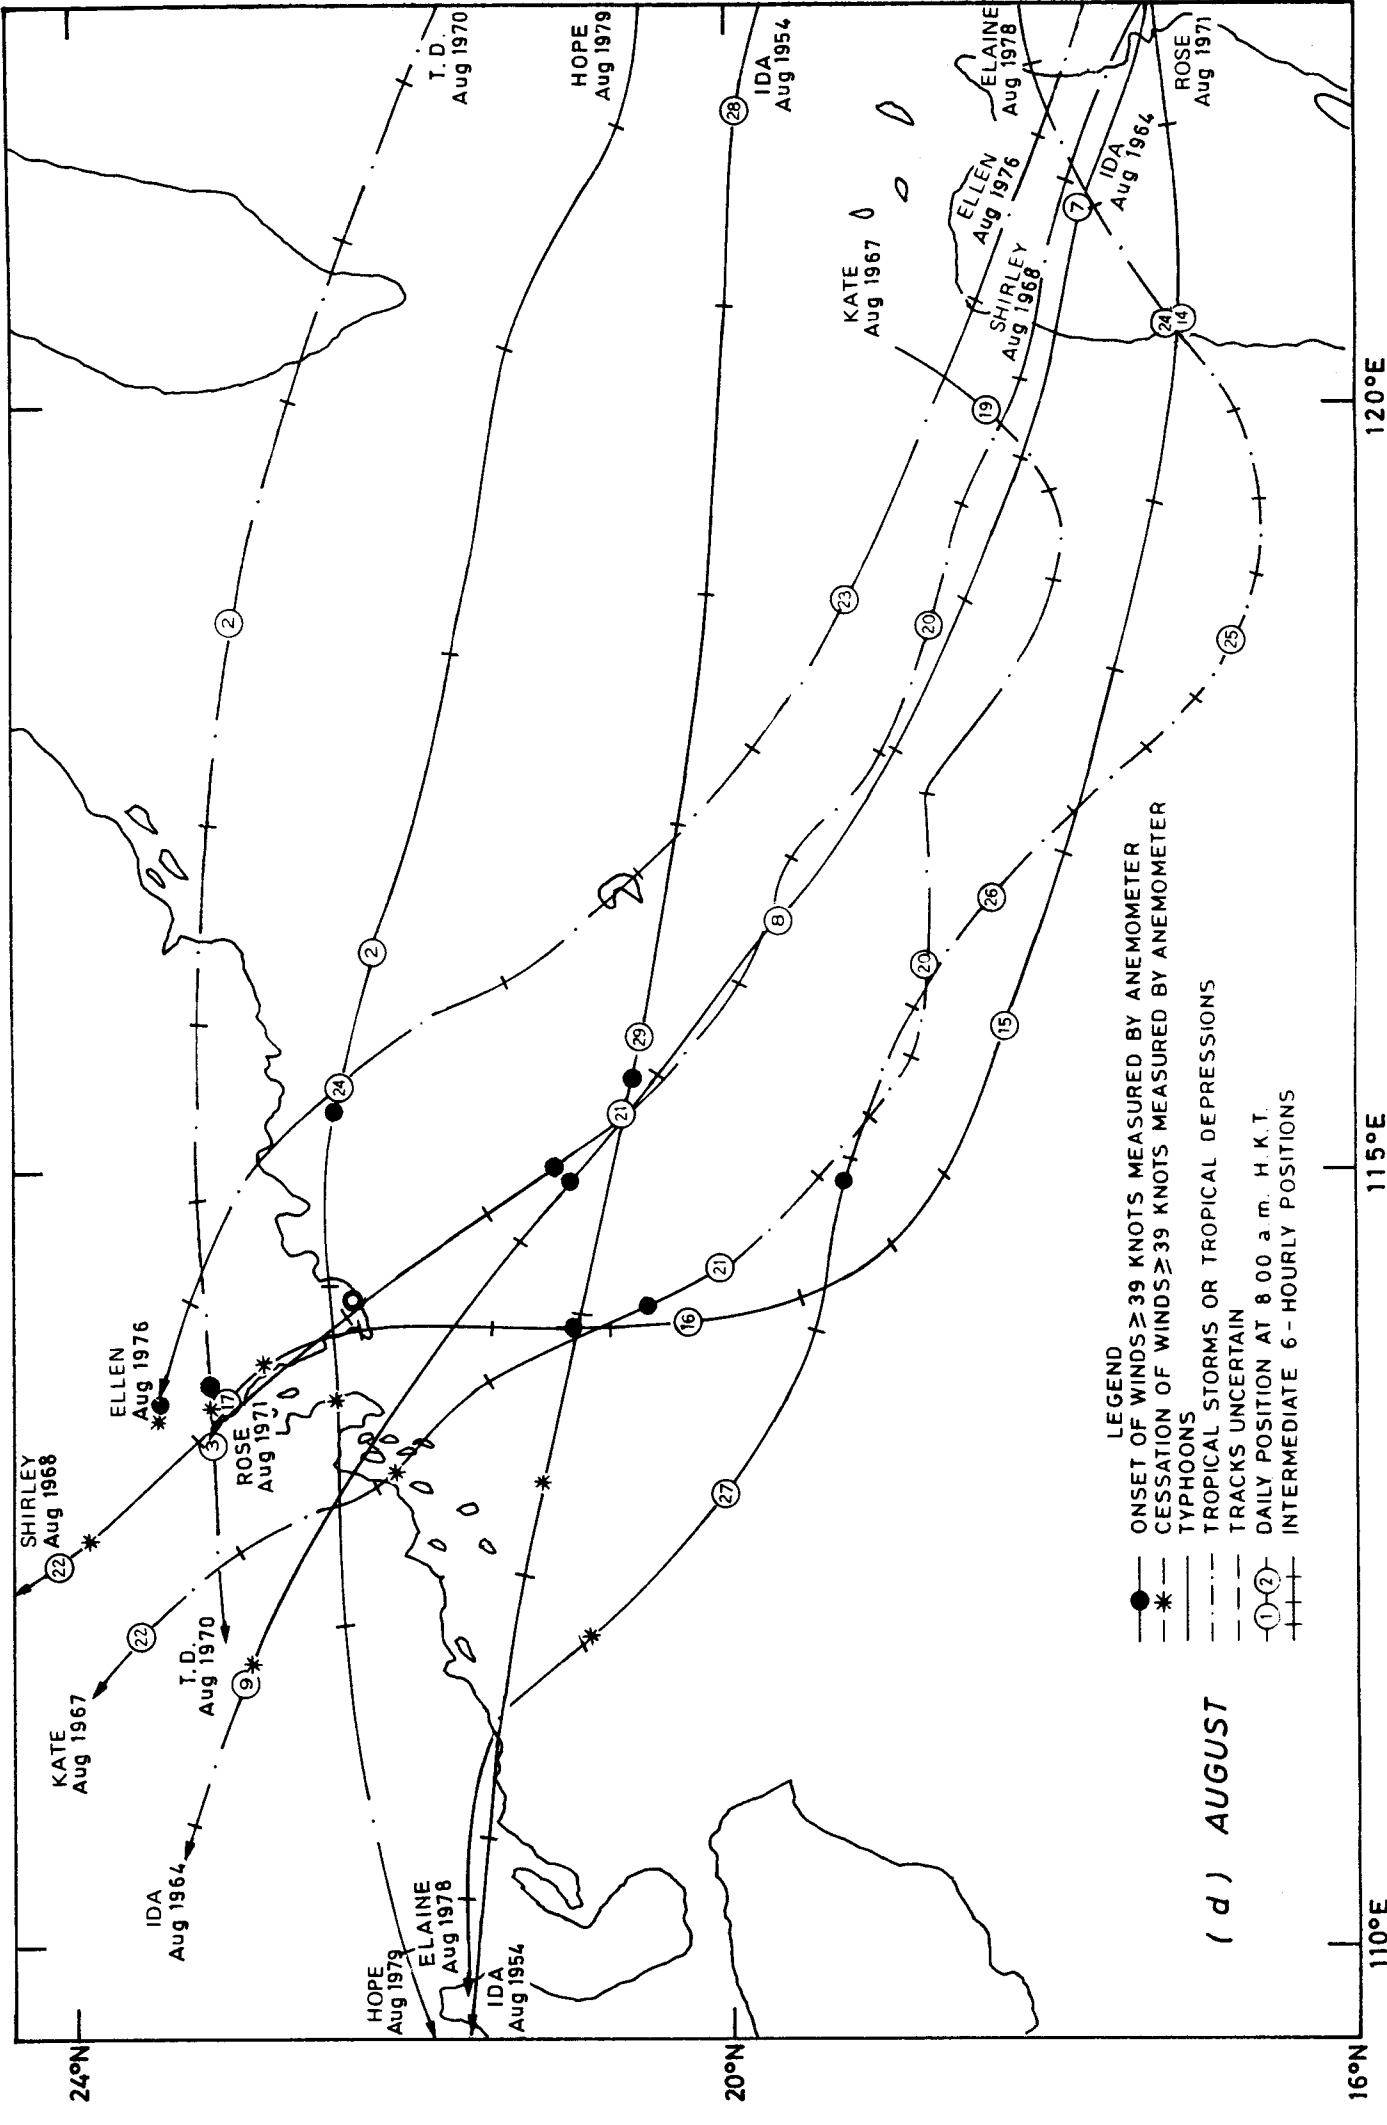 T.D.
Aug 1970
HOPE
Aug 1979
IDA
Aug 1954
ELAINE
Aug 1978
ROSE
Aug 1971
IDA
Aug 1964
ELLEN
Aug 1976
SHIRLEY
Aug 1968
KATE
Aug 1967
28
7
24
14
19
2
23
20
25
2
8
26
29
20
24
15
21
21
16
17
3
27
22
22
9
ELLEN
Aug 1976
ROSE
Aug 1971
SHIRLEY
Aug 1968
T.D.
Aug 1970
KATE
Aug 1967
IDA
Aug 1964
HOPE
Aug 1979
ELAINE
Aug 1978
IDA
Aug 1954
LEGEND
ONSET OF WINDS ≥ 39 KNOTS MEASURED BY ANEMOMETER
CESSATION OF WINDS ≥ 39 KNOTS MEASURED BY ANEMOMETER
TYPHOONS
TROPICAL STORMS OR TROPICAL DEPRESSIONS
TRACKS UNCERTAIN
1 2 DAILY POSITION AT 8 00 a.m. H.K.T.
INTERMEDIATE 6 - HOURLY POSITIONS
(d) AUGUST
24°N
20°N
16°N
110°E
115°E
120°E